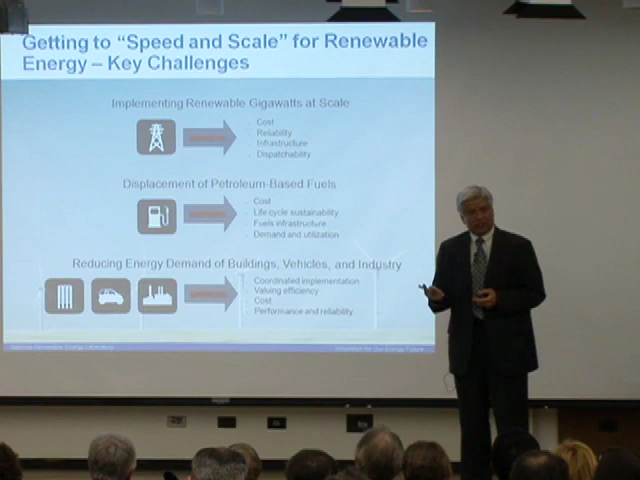 Getting to “Speed and Scale” for Renewable
Energy – Key Challenges
Implementing Renewable Gigawatts at Scale
Cost
Reliability
Infrastructure
Dispatchability
Displacement of Petroleum-Based Fuels
Cost
Life cycle sustainability
Fuels infrastructure
Demand and utilization
Reducing Energy Demand of Buildings, Vehicles, and Industry
Coordinated implementation
Valuing efficiency
Cost
Performance and reliability
National Renewable Energy Laboratory
Innovation for Our Energy Future